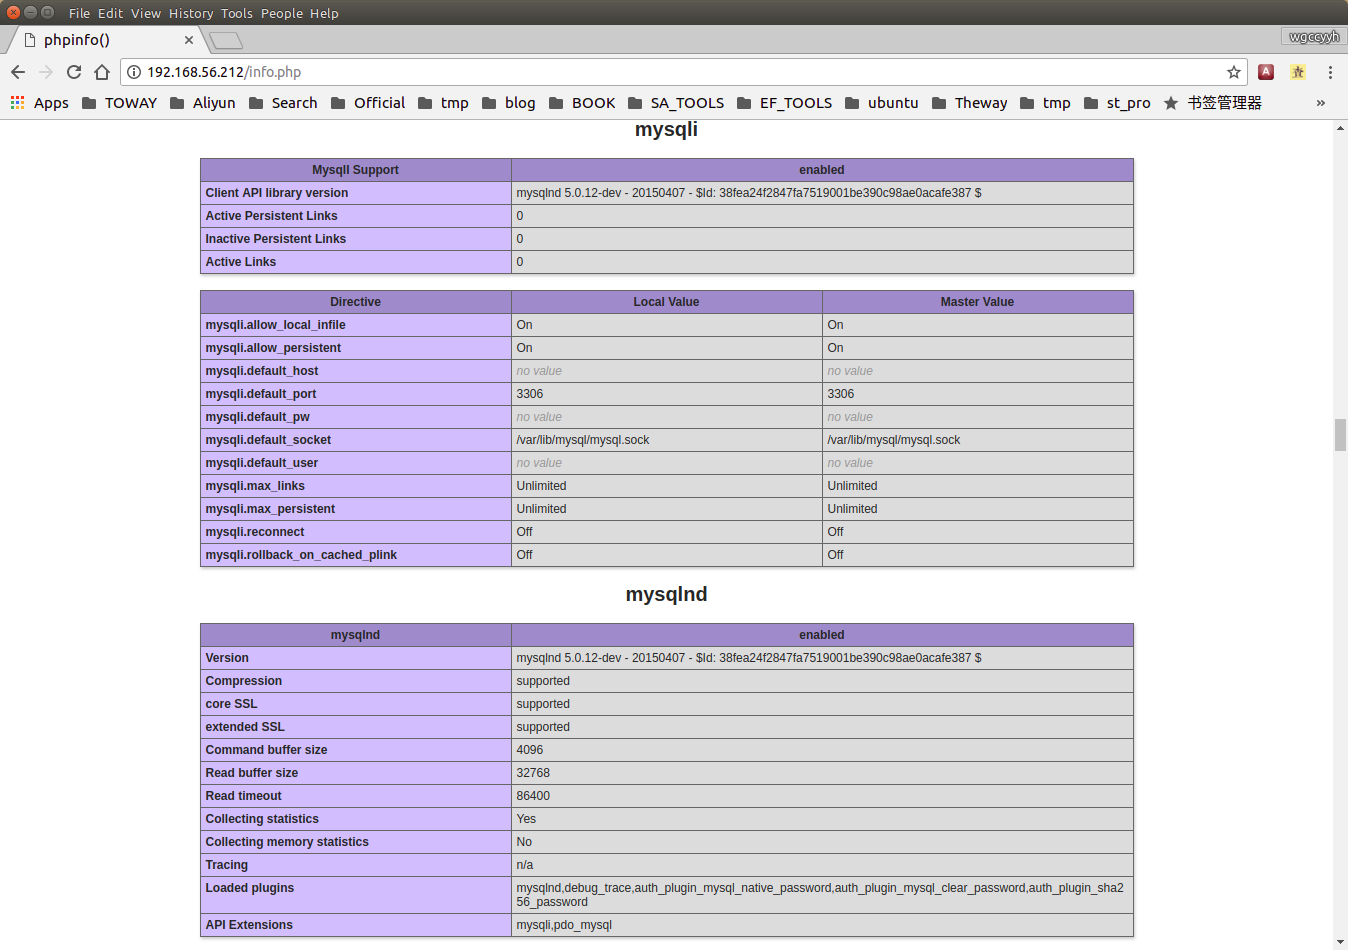 File Edit View History Tools People Help
phpinfo()
wgccyyh
192.168.56.212/info.php
Apps TOWAY Aliyun Search Official tmp blog BOOK SA_TOOLS EF_TOOLS ubuntu Theway tmp st_pro 书签管理器 »
mysqli
MysqlI Support enabled
Client API library version mysqlnd 5.0.12-dev - 20150407 - $Id: 38fea24f2847fa7519001be390c98ae0acafe387 $
Active Persistent Links 0
Inactive Persistent Links 0
Active Links 0
Directive Local Value Master Value
mysqli.allow_local_infile On On
mysqli.allow_persistent On On
mysqli.default_host no value no value
mysqli.default_port 3306 3306
mysqli.default_pw no value no value
mysqli.default_socket /var/lib/mysql/mysql.sock /var/lib/mysql/mysql.sock
mysqli.default_user no value no value
mysqli.max_links Unlimited Unlimited
mysqli.max_persistent Unlimited Unlimited
mysqli.reconnect Off Off
mysqli.rollback_on_cached_plink Off Off
mysqlnd
mysqlnd enabled
Version mysqlnd 5.0.12-dev - 20150407 - $Id: 38fea24f2847fa7519001be390c98ae0acafe387 $
Compression supported
core SSL supported
extended SSL supported
Command buffer size 4096
Read buffer size 32768
Read timeout 86400
Collecting statistics Yes
Collecting memory statistics No
Tracing n/a
Loaded plugins mysqlnd,debug_trace,auth_plugin_mysql_native_password,auth_plugin_mysql_clear_password,auth_plugin_sha2
56_password
API Extensions mysqli,pdo_mysql